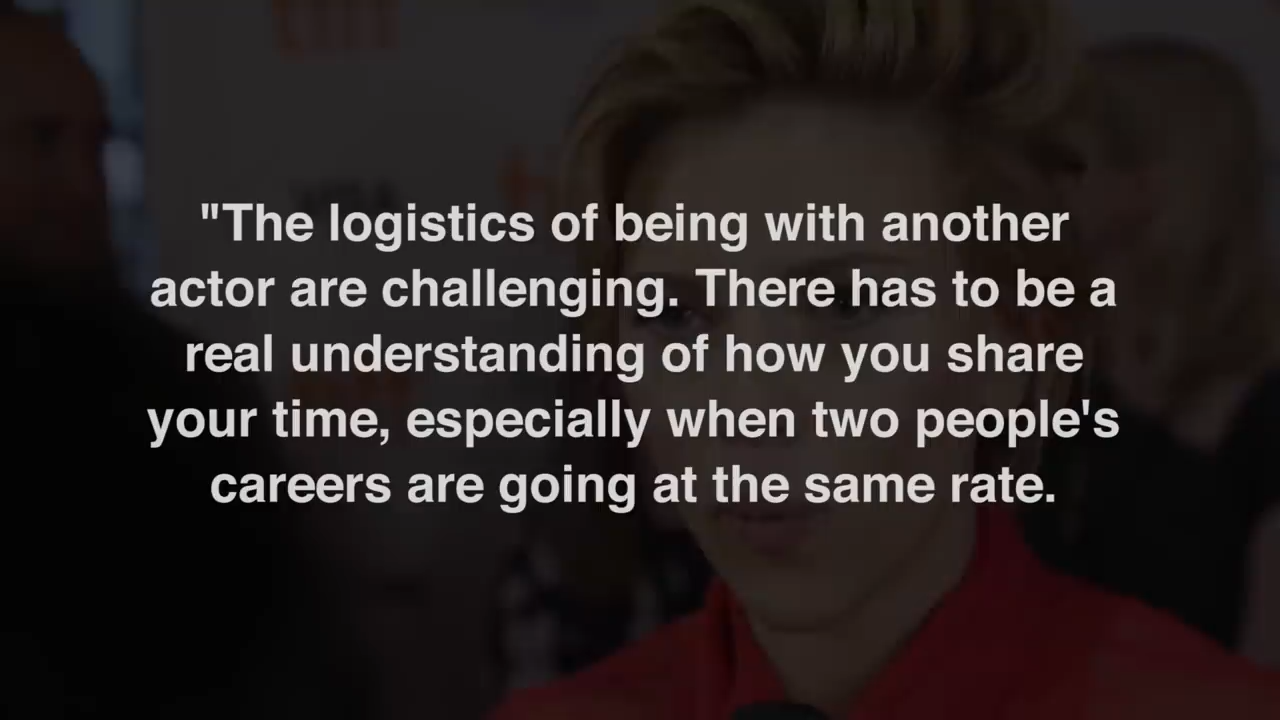 "The logistics of being with another
actor are challenging. There has to be a
real understanding of how you share
your time, especially when two people's
careers are going at the same rate.